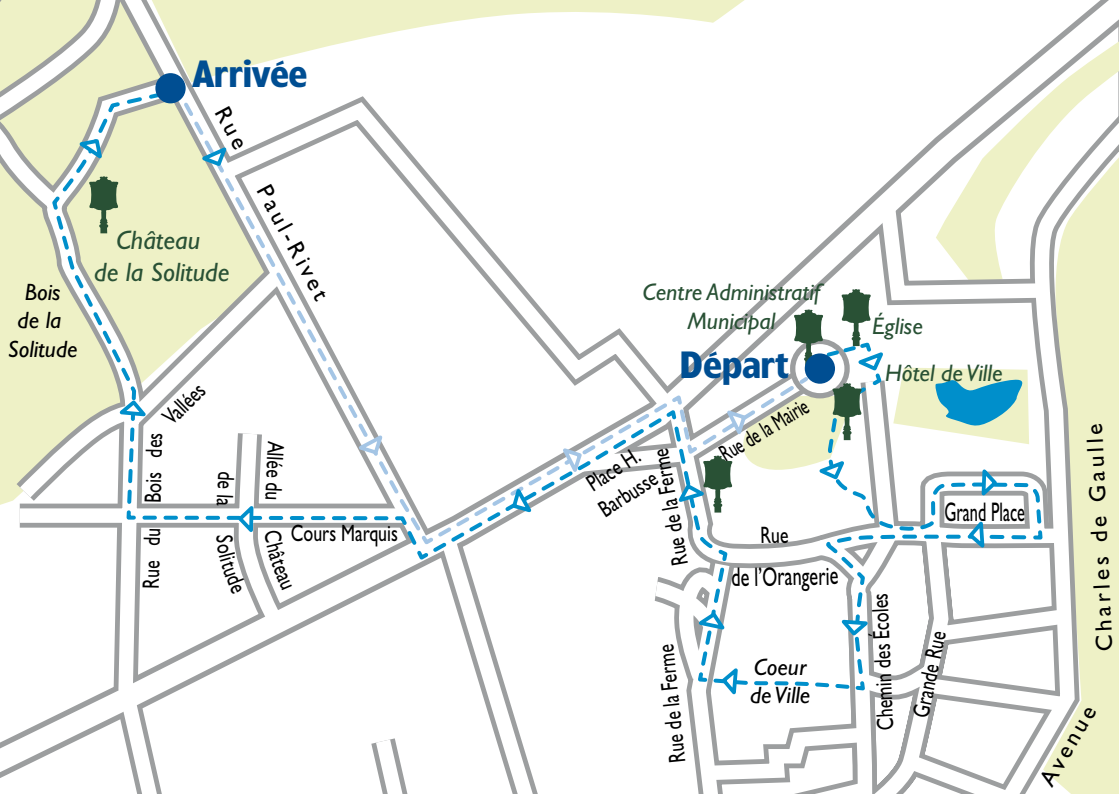 Arrivée
Rue
Paul-Rivet
Château
de la Solitude
Bois
de la
Solitude
Centre Administratif
Municipal
Église
Départ
Hôtel de Ville
Vallées
Rue de la Mairie
Bois des
Rue du
Allée du
Château
de la
Solitude
Cours Marquis
Place H.
Barbusse
Rue de la Ferme
Grand Place
Rue
de l'Orangerie
Charles de Gaulle
Avenue
Chemin des Écoles
Grande Rue
Coeur
de Ville
Rue de la Ferme